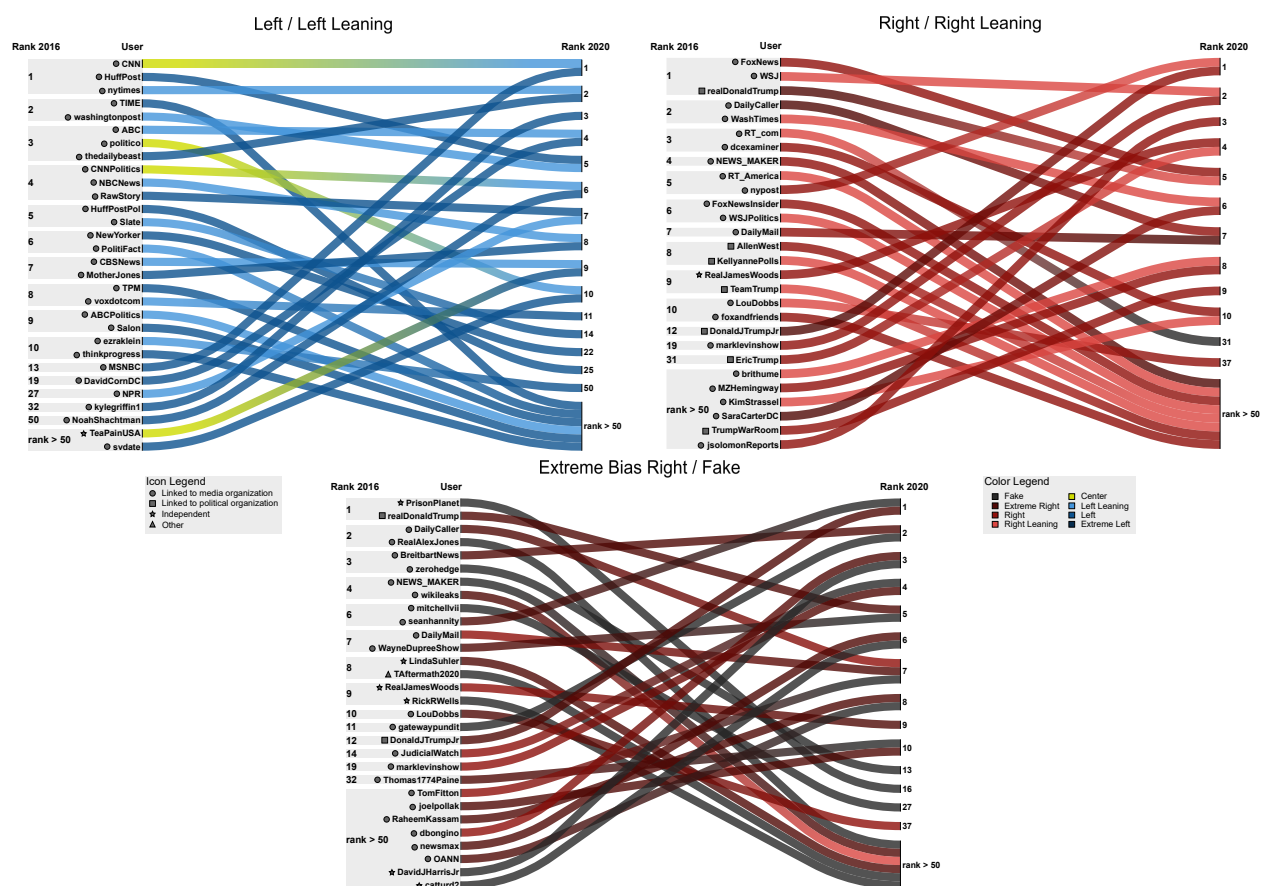 Left / Left Leaning
Rank 2016 User Rank 2020
CNN
1 HuffPost
nytimes
2 TIME
washingtonpost
ABC
3 politico
thedailybeast
CNNPolitics
4 NBCNews
RawStory
5 HuffPostPol
Slate
6 NewYorker
PolitiFact
7 CBSNews
MotherJones
8 TPM
voxdotcom
9 ABCPolitics
Salon
10 ezraklein
thinkprogress
13 MSNBC
19 DavidCornDC
27 NPR
32 kylegriffin1
50 NoahShachtman
rank > 50 TeaPainUSA
svdate
1
2
3
4
5
6
7
8
9
10
11
14
22
25
50
rank > 50
Right / Right Leaning
Rank 2016 User Rank 2020
FoxNews
1 WSJ
realDonaldTrump
2 DailyCaller
WashTimes
3 RT_com
dcexaminer
4 NEWS_MAKER
5 RT_America
nypost
6 FoxNewsInsider
WSJPolitics
7 DailyMail
8 AllenWest
KellyannePolls
9 RealJamesWoods
TeamTrump
10 LouDobbs
foxandfriends
12 DonaldJTrumpJr
19 marklevinshow
31 EricTrump
brithume
MZHemingway
rank > 50 KimStrassel
SaraCarterDC
TrumpWarRoom
jsolomonReports
1
2
3
4
5
6
7
8
9
10
31
37
rank > 50
Extreme Bias Right / Fake
Icon Legend
Linked to media organization
Linked to political organization
Independent
Other
Rank 2016 User Rank 2020
1 PrisonPlanet
realDonaldTrump
2 DailyCaller
RealAlexJones
3 BreitbartNews
zerohedge
4 NEWS_MAKER
wikileaks
6 mitchellvii
seanhannity
7 DailyMail
WayneDupreeShow
8 LindaSuhler
TAftermath2020
9 RealJamesWoods
RickRWells
10 LouDobbs
11 gatewaypundit
12 DonaldJTrumpJr
14 JudicialWatch
19 marklevinshow
32 Thomas1774Paine
TomFitton
joelpollak
RaheemKassam
rank > 50 dbongino
newsmax
OANN
DavidJHarrisJr
catturd2
1
2
3
4
5
6
7
8
9
10
13
16
27
37
rank > 50
Color Legend
Fake Center
Extreme Right Left Leaning
Right Left
Right Leaning Extreme Left